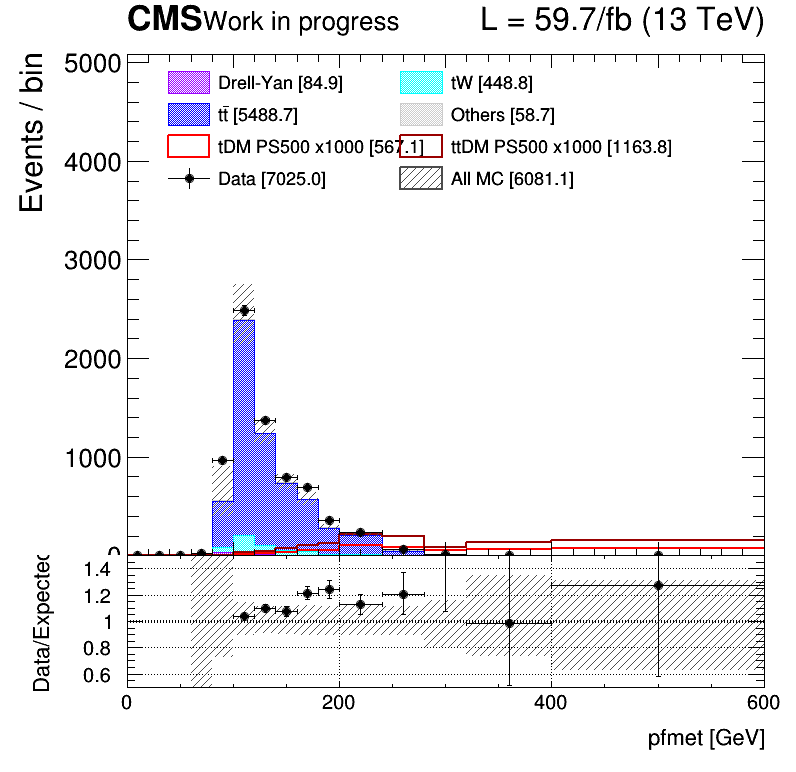 CMS Work in progress L = 59.7/fb (13 TeV)
Events / bin
5000
4000
3000
2000
1000
0
Drell-Yan [84.9] tW [448.8]
tt̄ [5488.7] Others [58.7]
tDM PS500 x1000 [567.1] ttDM PS500 x1000 [1163.8]
Data [7025.0] All MC [6081.1]
Data/Expected
1.4
1.2
1
0.8
0.6
0 200 400 600
pfmet [GeV]